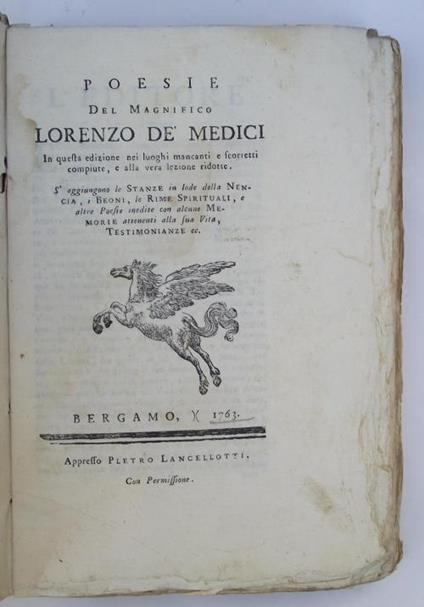 POESIE
DEL MAGNIFICO
LORENZO DE' MEDICI
In queſta edizione nei luoghi mancanti e ſcorretti
compiute, e alla vera lezione ridotte.
S' aggiungono le STANZE in lode della NEN-
CIA, i BEONI, le RIME SPIRITUALI, e
altre Poeſie inedite con alcune ME-
MORIE attenenti alla ſua Vita,
TESTIMONIANZE ec.
BERGAMO, )( 1763.
Appreſſo PIETRO LANCELLOTTI.
Con Permiſſione.